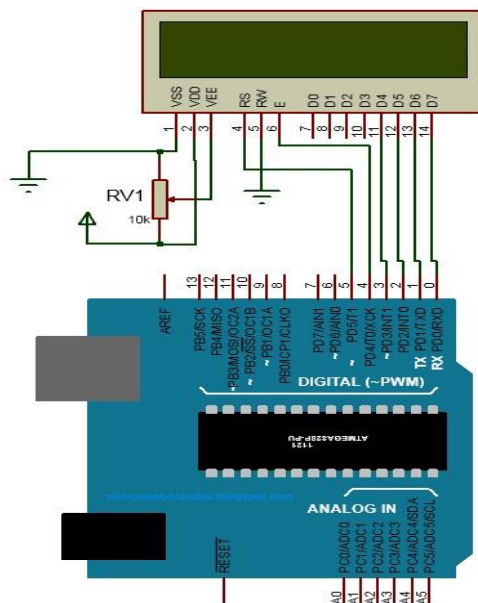 VSS VDD VEE RS RW E D0 D1 D2 D3 D4 D5 D6 D7
1 2 3 4 5 6 7 8 9 10 11 12 13 14
RV1
10k
13 12 11 10 9 8 7 6 5 4 3 2 1 0
AREF
PB5/SCK
PB4/MISO
PB3/MOSI/OC2A
PB2/SS/OC1B
PB1/OC1A
PB0/ICP1/CLKO
PD7/AIN1
PD6/AIN0
PD5/T1
PD4/T0/XCK
PD3/INT1
PD2/INT0
PD1/TXD
PD0/RXD
~ ~ ~ ~ ~ ~
TX
RX
DIGITAL (~PWM)
ATMEGA328P-PU
1121
microcontrolandos.blogspot.com
ANALOG IN
RESET
PC0/ADC0
PC1/ADC1
PC2/ADC2
PC3/ADC3
PC4/ADC4/SDA
PC5/ADC5/SCL
A0
A1
A2
A3
A4
A5